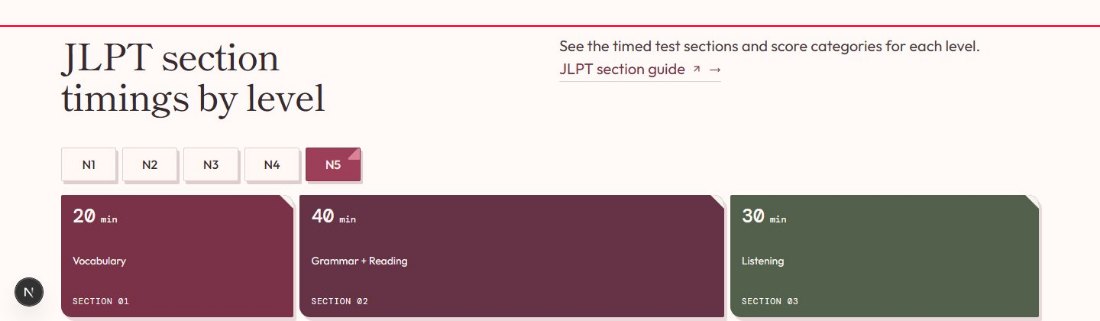 JLPT section
timings by level
See the timed test sections and score categories for each level.
JLPT section guide ↗ →
N1
N2
N3
N4
N5
20 min
Vocabulary
SECTION 01
40 min
Grammar + Reading
SECTION 02
30 min
Listening
SECTION 03
N